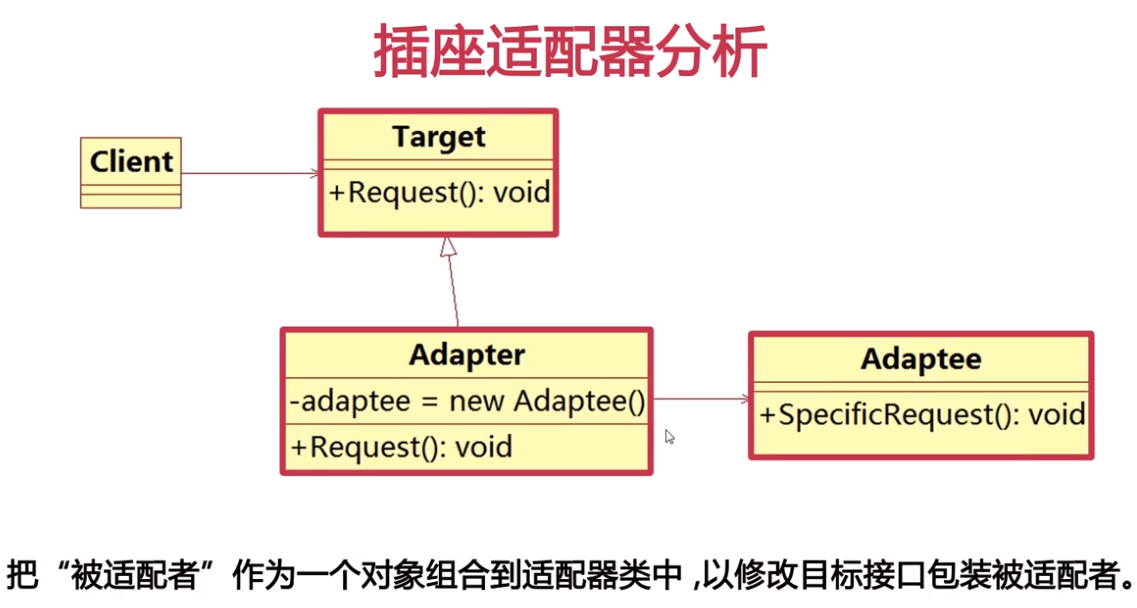 插座适配器分析
Client
Target
+Request(): void
Adapter
-adaptee = new Adaptee()
+Request(): void
Adaptee
+SpecificRequest(): void
把“被适配者”作为一个对象组合到适配器类中,以修改目标接口包装被适配者。